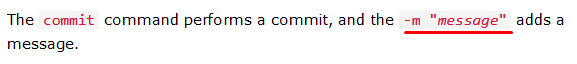 The commit command performs a commit, and the -m "message" adds a
message.